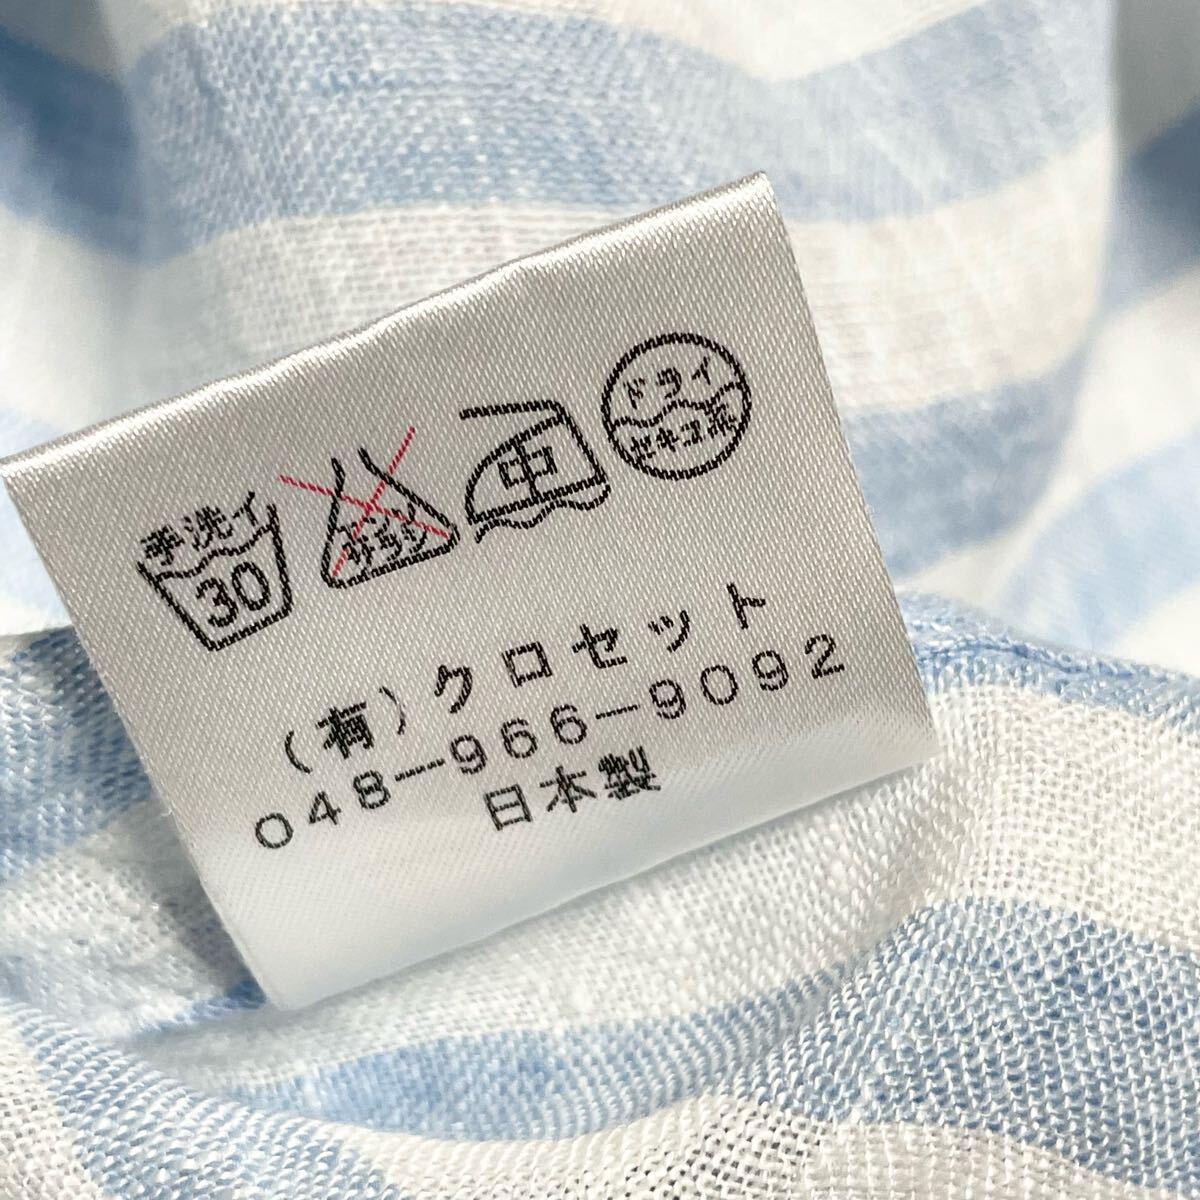 手洗イ
30
エンソサラシ
中
ドライ
セキユ系
(有)クロセット
048-966-9092
日本製